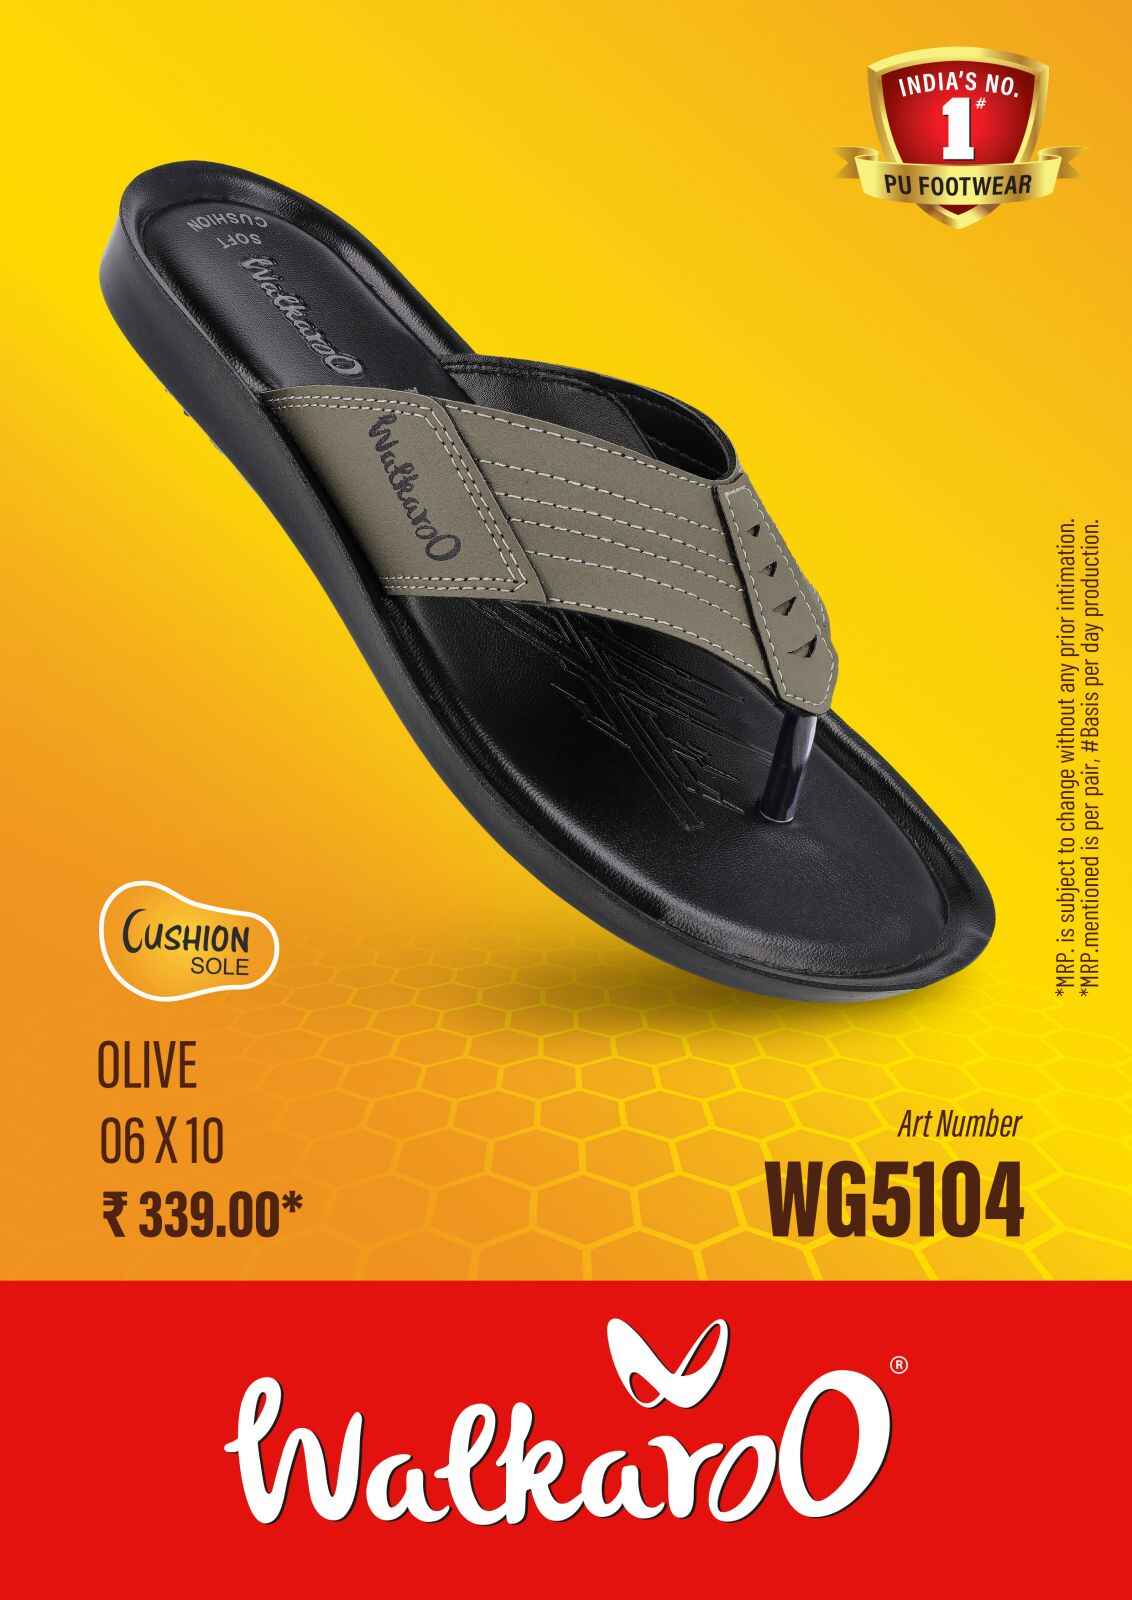 INDIA'S NO.
1#
PU FOOTWEAR
SOFT
CUSHION
Walkaroo
Walkaroo
*MRP. is subject to change without any prior intimation.
*MRP.mentioned is per pair, #Basis per day production.
CUSHION
SOLE
OLIVE
06 X 10
₹ 339.00*
Art Number
WG5104
Walkaroo®